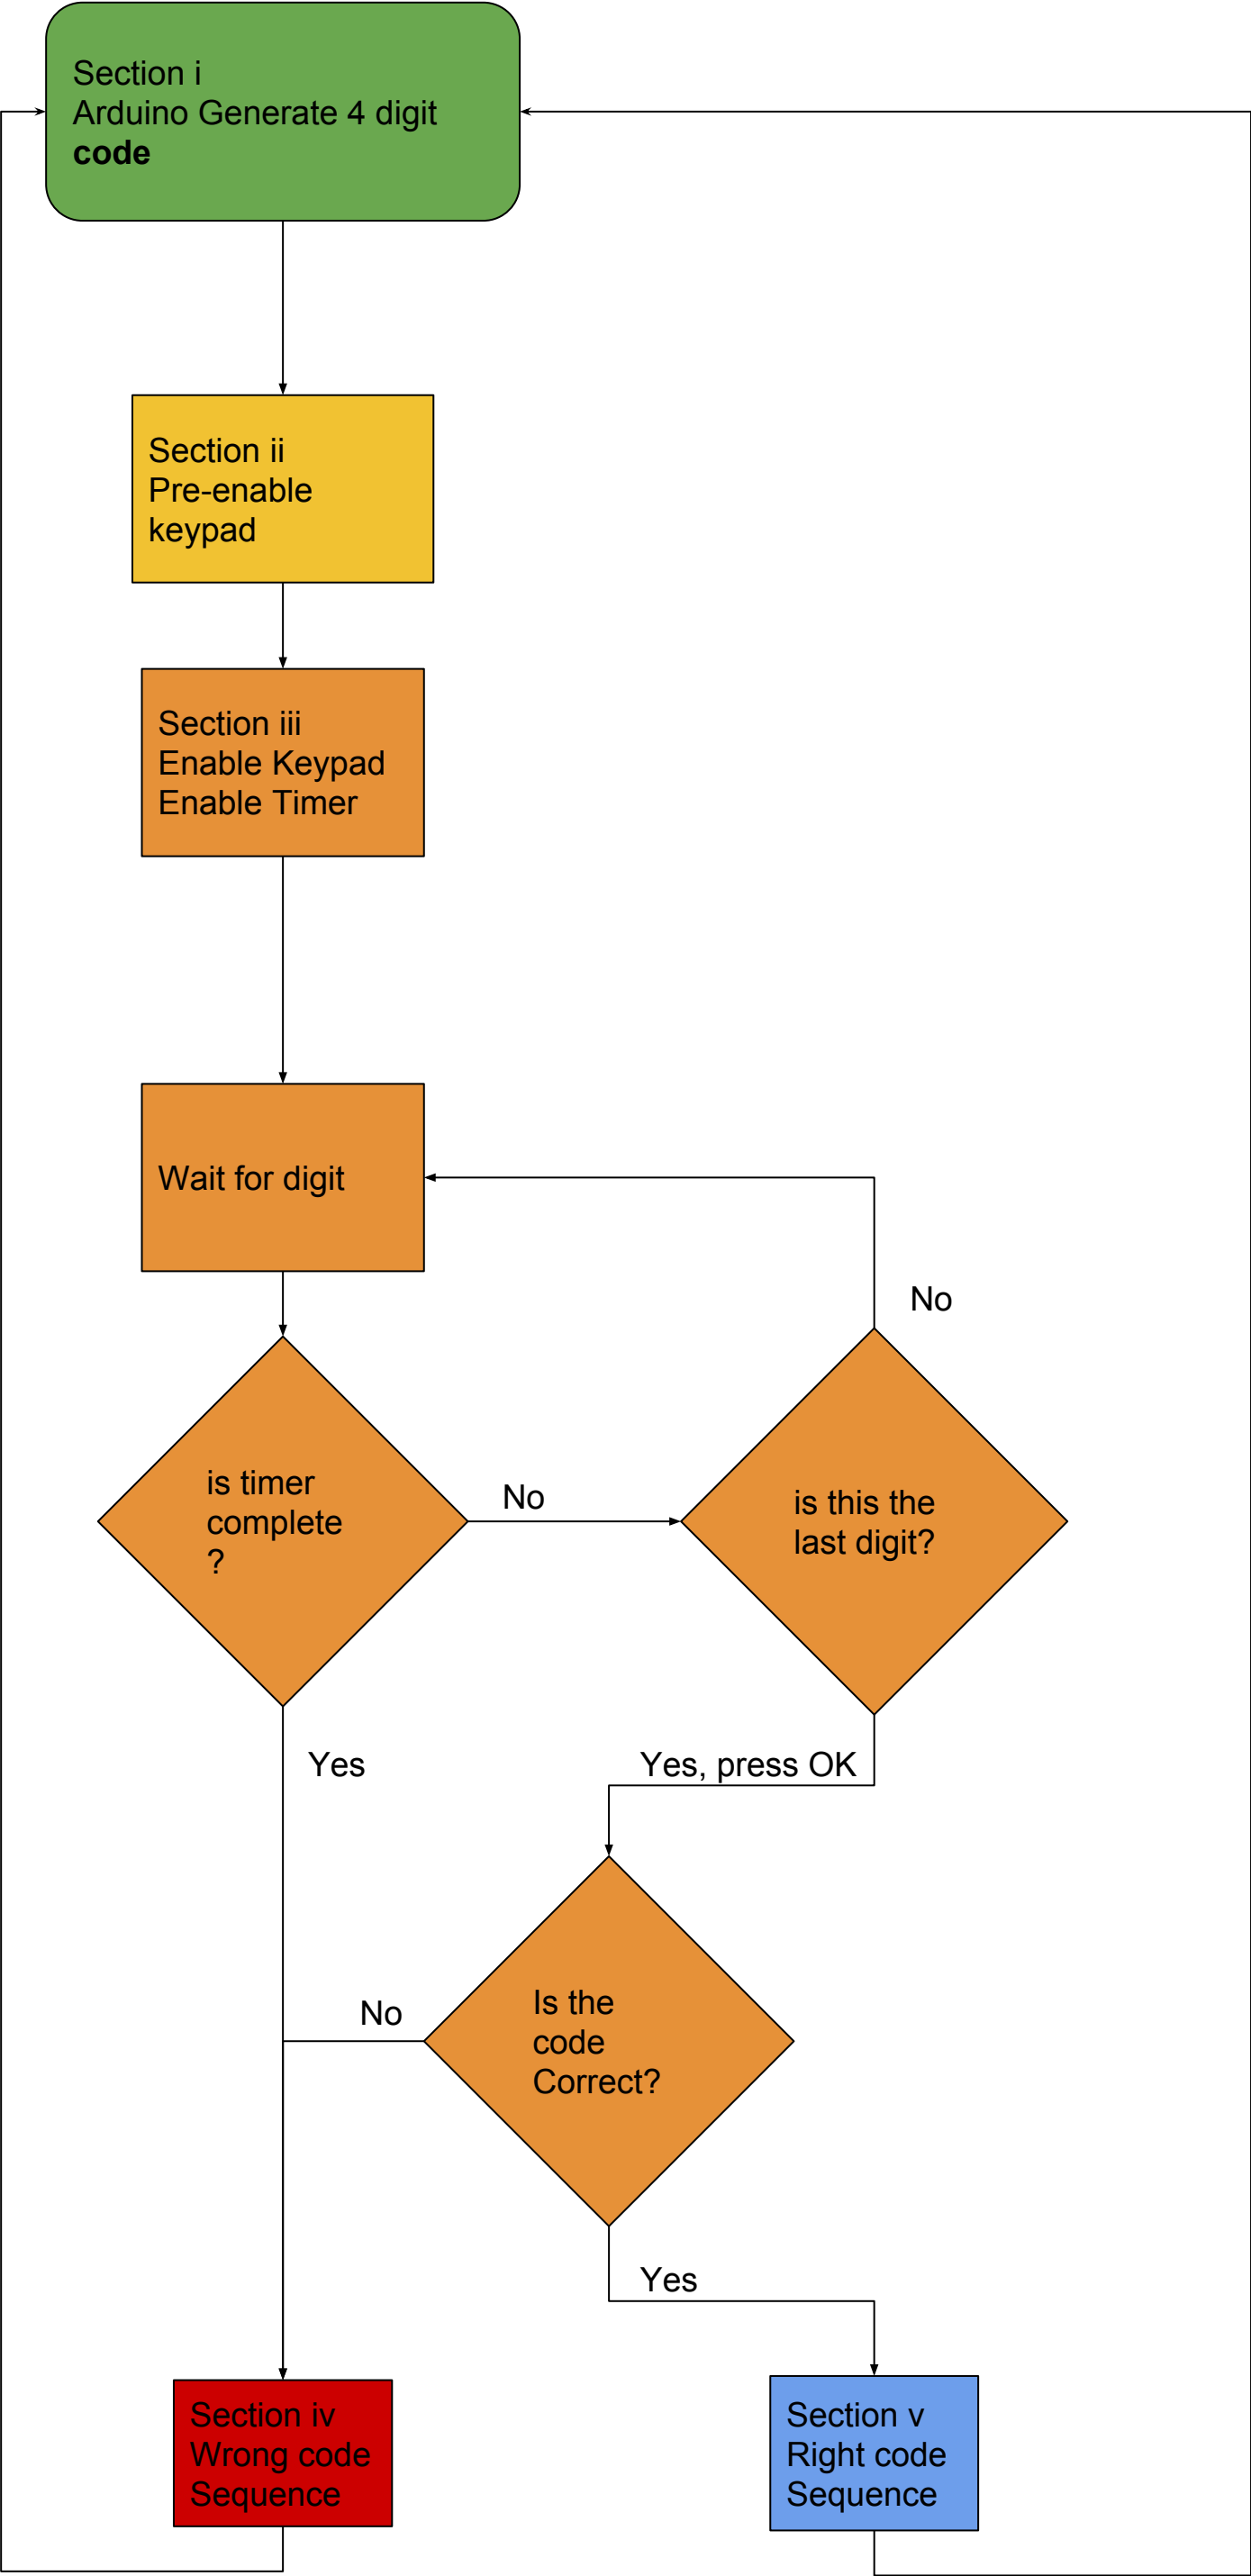 Section i
Arduino Generate 4 digit
code
Section ii
Pre-enable
keypad
Section iii
Enable Keypad
Enable Timer
Wait for digit
No
is timer
complete
?
No
is this the
last digit?
Yes
Yes, press OK
No
Is the
code
Correct?
Yes
Section iv
Wrong code
Sequence
Section v
Right code
Sequence